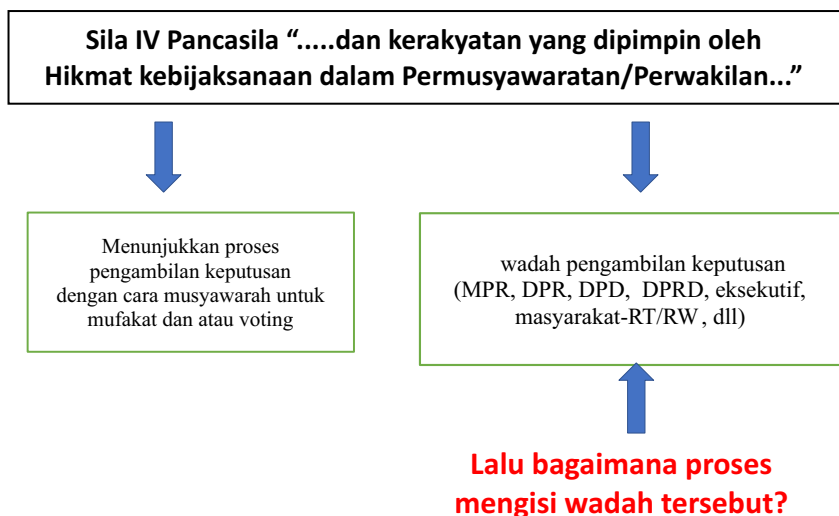 Sila IV Pancasila “.....dan kerakyatan yang dipimpin oleh
Hikmat kebijaksanaan dalam Permusyawaratan/Perwakilan...”
Menunjukkan proses
pengambilan keputusan
dengan cara musyawarah untuk
mufakat dan atau voting
wadah pengambilan keputusan
(MPR, DPR, DPD, DPRD, eksekutif,
masyarakat-RT/RW, dll)
Lalu bagaimana proses
mengisi wadah tersebut?